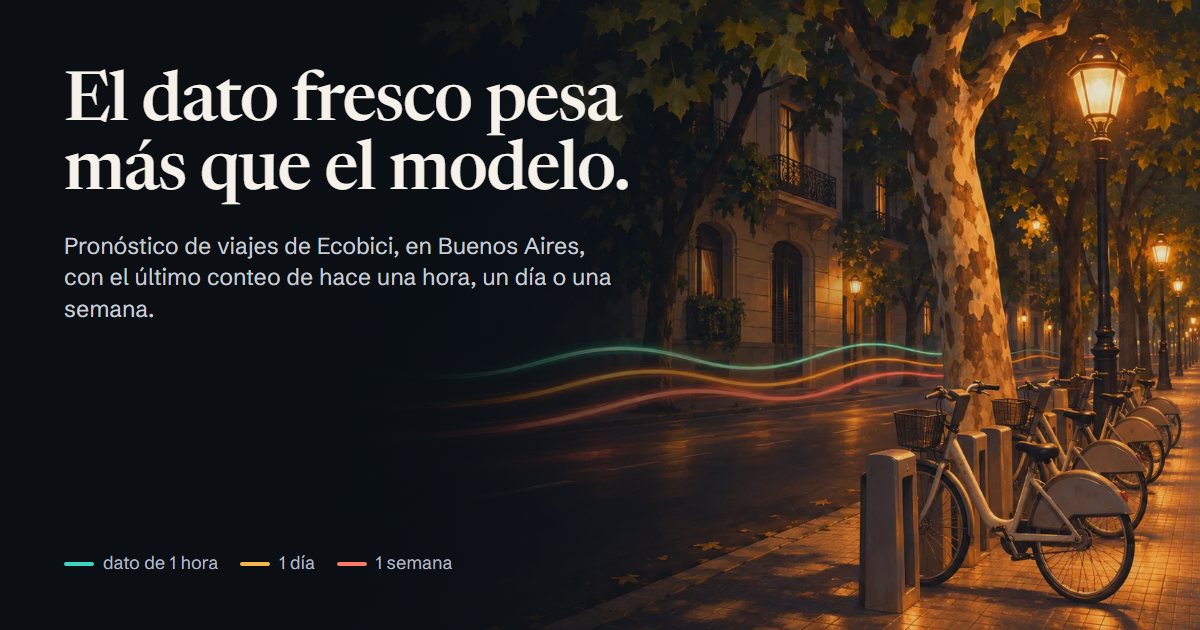 El dato fresco pesa
más que el modelo.
Pronóstico de viajes de Ecobici, en Buenos Aires,
con el último conteo de hace una hora, un día o una
semana.
dato de 1 hora 1 día 1 semana